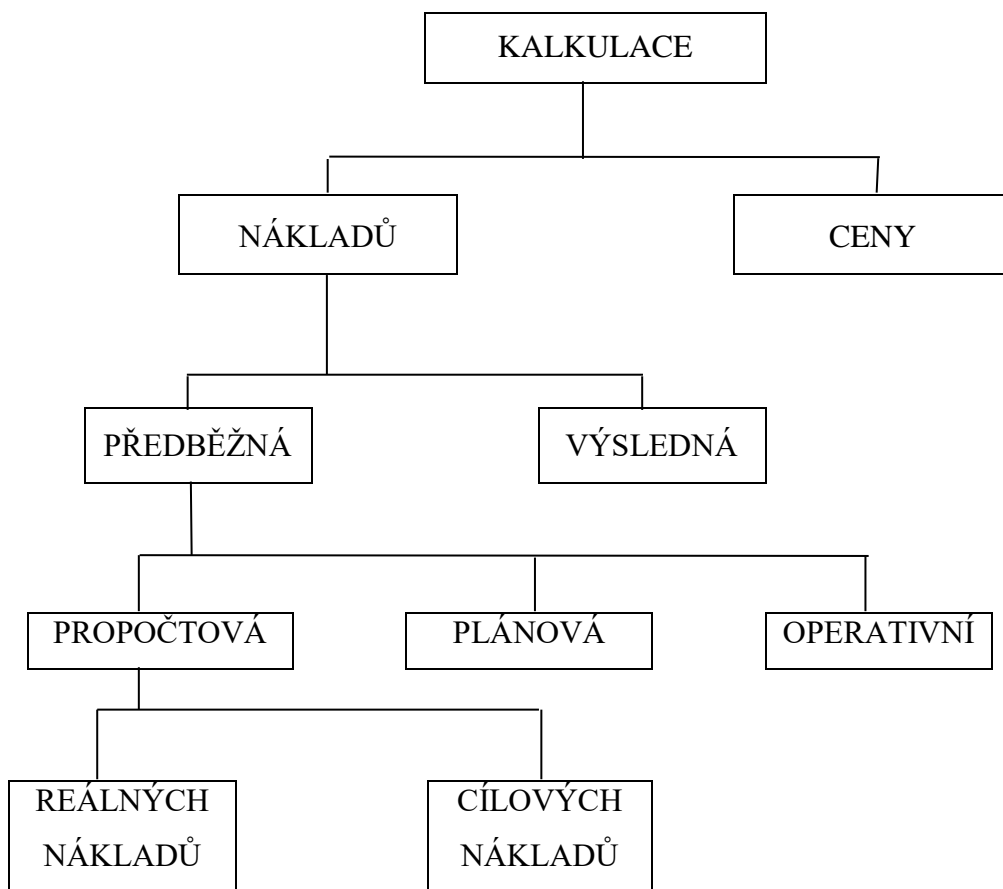 KALKULACE
NÁKLADŮ
CENY
PŘEDBĚŽNÁ
VÝSLEDNÁ
PROPOČTOVÁ
PLÁNOVÁ
OPERATIVNÍ
REÁLNÝCH
NÁKLADŮ
CÍLOVÝCH
NÁKLADŮ